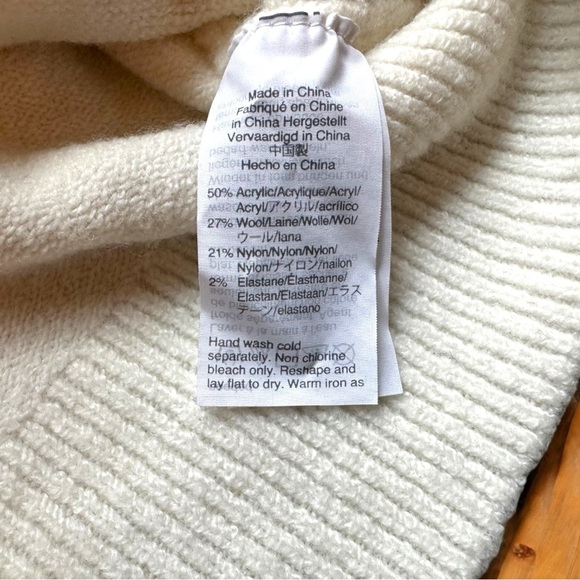 Made in China
Fabriqué en Chine
in China Hergestellt
Vervaardigd in China
中国製
Hecho en China
50% Acrylic/Acrylique/Acryl/
Acryl/アクリル/acrílico
27% Wool/Laine/Wolle/Wol/
ウール/lana
21% Nylon/Nylon/Nylon/
Nylon/ナイロン/nailon
2% Elastane/Élasthanne/
Elastan/Elastaan/エラス
テーン/elastano
Hand wash cold
separately. Non chlorine
bleach only. Reshape and
lay flat to dry. Warm iron as